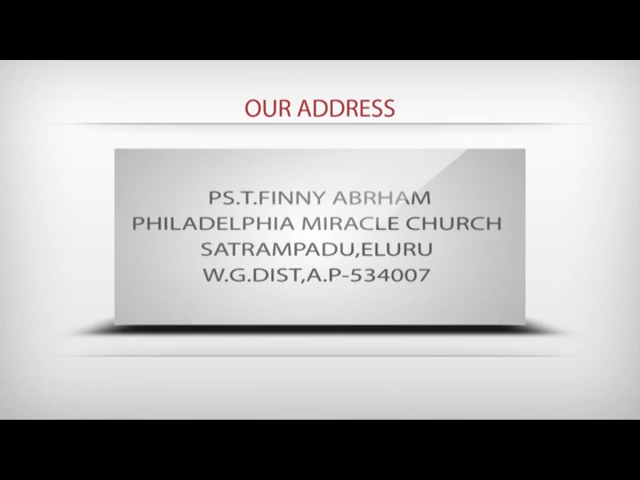 OUR ADDRESS
PS.T.FINNY ABRHAM
PHILADELPHIA MIRACLE CHURCH
SATRAMPADU,ELURU
W.G.DIST,A.P-534007